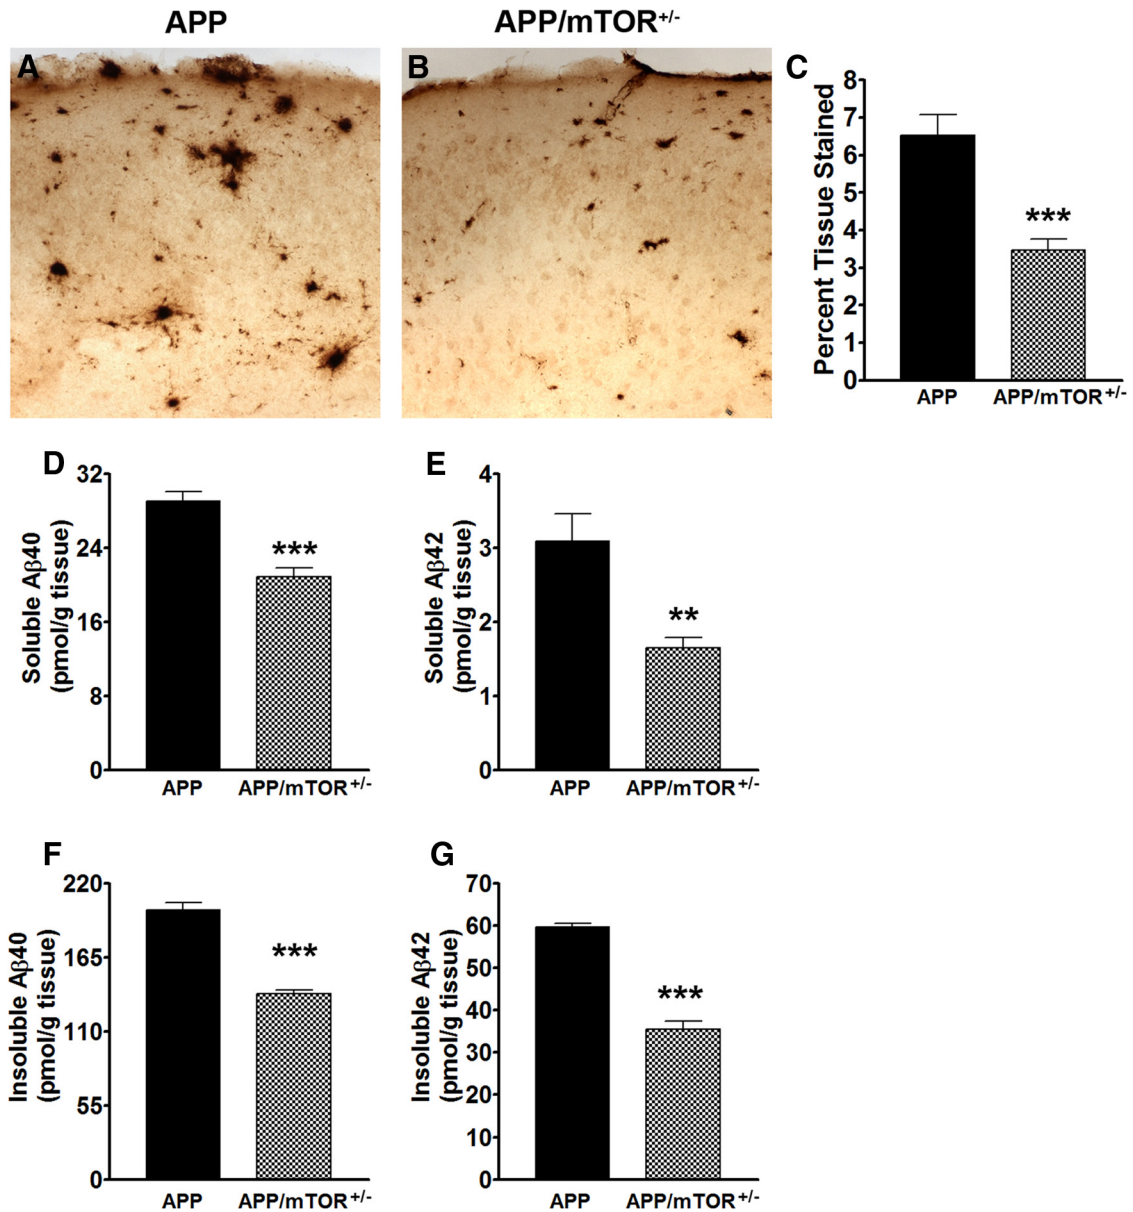 APP
APP/mTOR+/-
A
B
C
Percent Tissue Stained
8
7
6
5
4
3
2
1
0
***
APP
APP/mTOR+/-
D
Soluble Aβ40
(pmol/g tissue)
32
24
16
8
0
***
APP
APP/mTOR+/-
E
Soluble Aβ42
(pmol/g tissue)
4
3
2
1
0
**
APP
APP/mTOR+/-
F
Insoluble Aβ40
(pmol/g tissue)
220
165
110
55
0
***
APP
APP/mTOR+/-
G
Insoluble Aβ42
(pmol/g tissue)
70
60
50
40
30
20
10
0
***
APP
APP/mTOR+/-